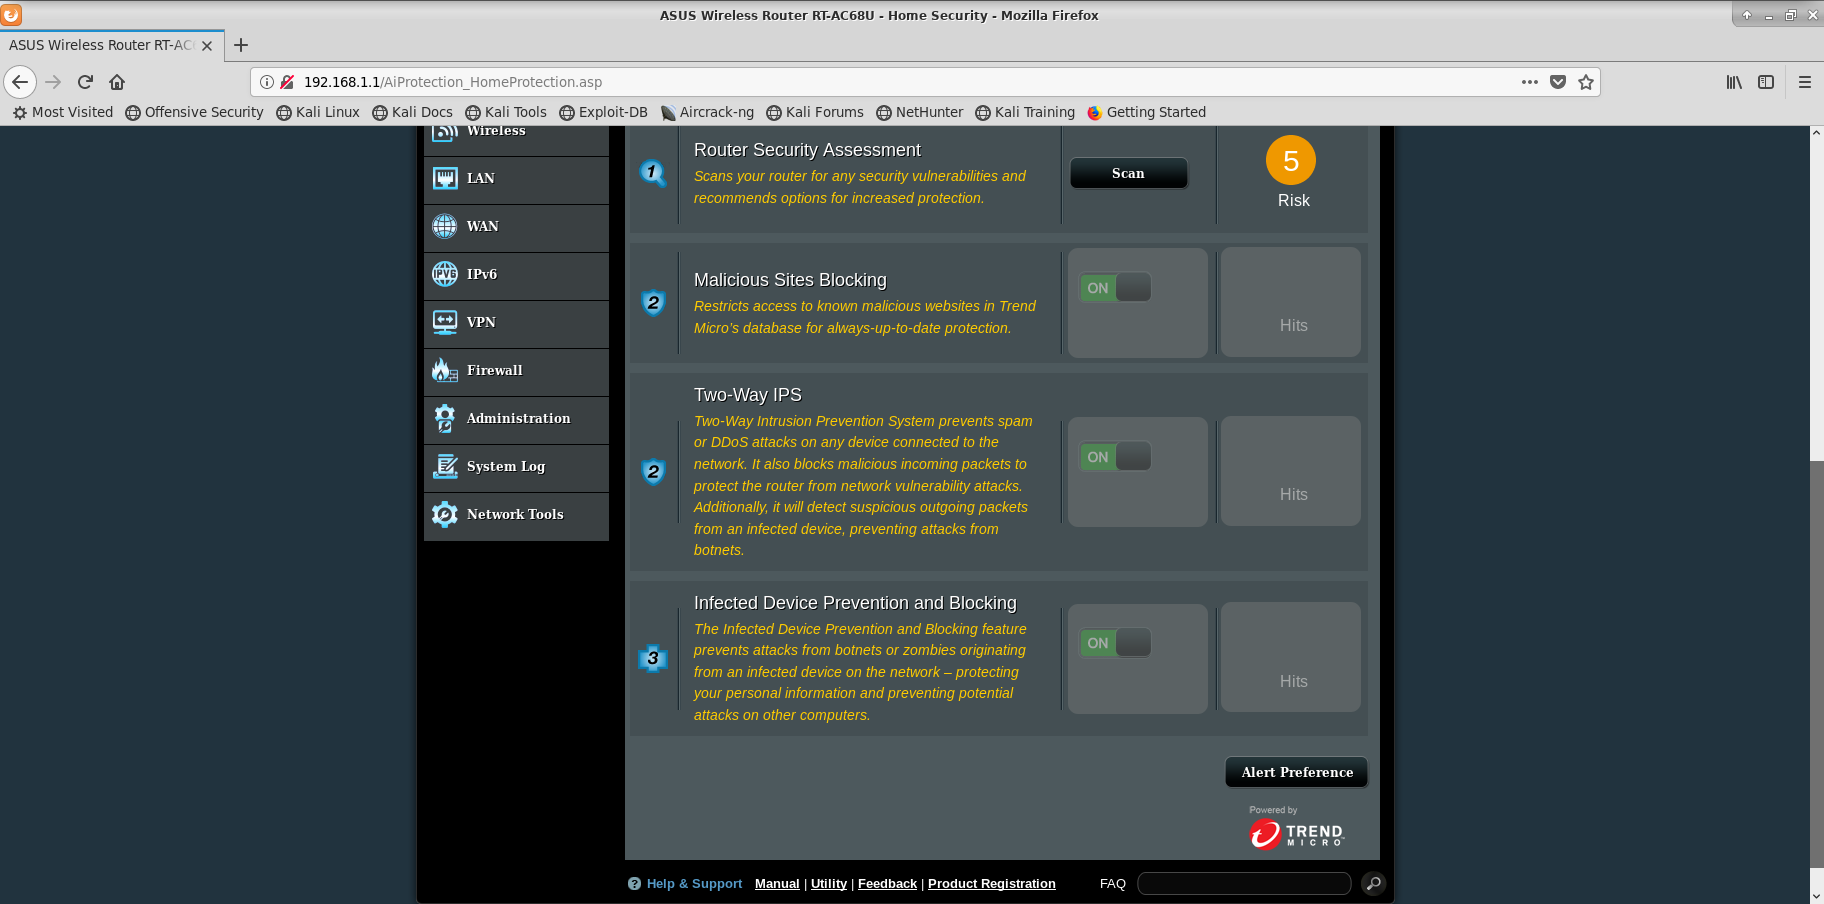 ASUS Wireless Router RT-AC68U - Home Security - Mozilla Firefox
ASUS Wireless Router RT-AC
192.168.1.1/AiProtection_HomeProtection.asp
Most Visited Offensive Security Kali Linux Kali Docs Kali Tools Exploit-DB Aircrack-ng Kali Forums NetHunter Kali Training Getting Started
Wireless
LAN
WAN
IPv6
IPV6
VPN
Firewall
Administration
System Log
Network Tools
1
Router Security Assessment
Scans your router for any security vulnerabilities and
recommends options for increased protection.
Scan
5
Risk
2
Malicious Sites Blocking
Restricts access to known malicious websites in Trend
Micro's database for always-up-to-date protection.
ON
Hits
2
Two-Way IPS
Two-Way Intrusion Prevention System prevents spam
or DDoS attacks on any device connected to the
network. It also blocks malicious incoming packets to
protect the router from network vulnerability attacks.
Additionally, it will detect suspicious outgoing packets
from an infected device, preventing attacks from
botnets.
ON
Hits
3
Infected Device Prevention and Blocking
The Infected Device Prevention and Blocking feature
prevents attacks from botnets or zombies originating
from an infected device on the network – protecting
your personal information and preventing potential
attacks on other computers.
ON
Hits
Alert Preference
Powered by
TREND
MICRO
Help & Support Manual | Utility | Feedback | Product Registration FAQ